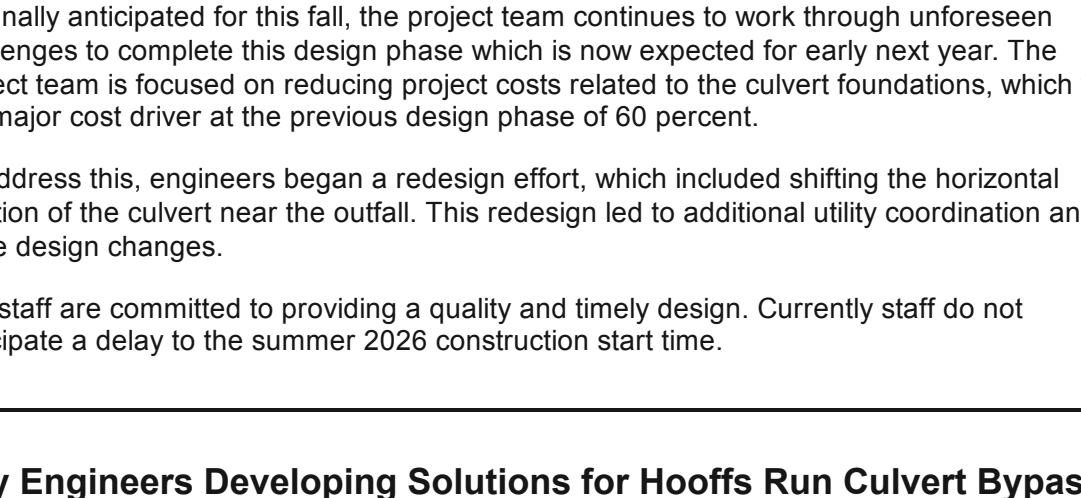 nally anticipated for this fall, the project team continues to work through unforeseen
enges to complete this design phase which is now expected for early next year. The
ect team is focused on reducing project costs related to the culvert foundations, which
major cost driver at the previous design phase of 60 percent.
ddress this, engineers began a redesign effort, which included shifting the horizontal
tion of the culvert near the outfall. This redesign led to additional utility coordination an
e design changes.
staff are committed to providing a quality and timely design. Currently staff do not
cipate a delay to the summer 2026 construction start time.
y Engineers Developing Solutions for Hooffs Run Culvert Bypas